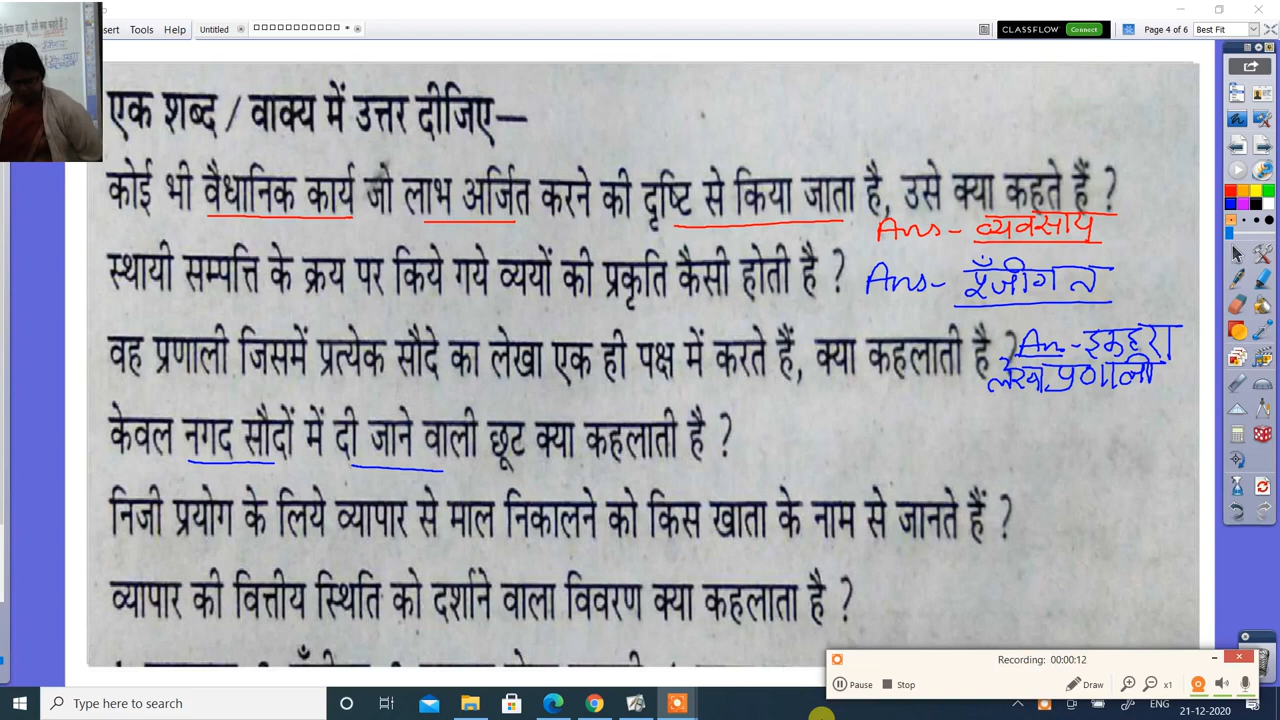 ssert Tools Help Untitled CLASSFLOW Connect Page 4 of 6 Best Fit
एक शब्द / वाक्य में उत्तर दीजिए—
कोई भी वैधानिक कार्य जो लाभ अर्जित करने की दृष्टि से किया जाता है, उसे क्या कहते हैं ?
Ans- व्यवसाय
स्थायी सम्पत्ति के क्रय पर किये गये व्ययों की प्रकृति कैसी होती है ? Ans- पूँजीगत
वह प्रणाली जिसमें प्रत्येक सौदे का लेखा एक ही पक्ष में करते हैं, क्या कहलाती है ? An-इकहरा
लेखा प्रणाली
केवल नगद सौदों में दी जाने वाली छूट क्या कहलाती है ?
निजी प्रयोग के लिये व्यापार से माल निकालने को किस खाता के नाम से जानते हैं ?
व्यापार की वित्तीय स्थिति को दर्शाने वाला विवरण क्या कहलाता है ?
Recording: 00:00:12
Pause Stop Draw x1
Type here to search ENG
21-12-2020